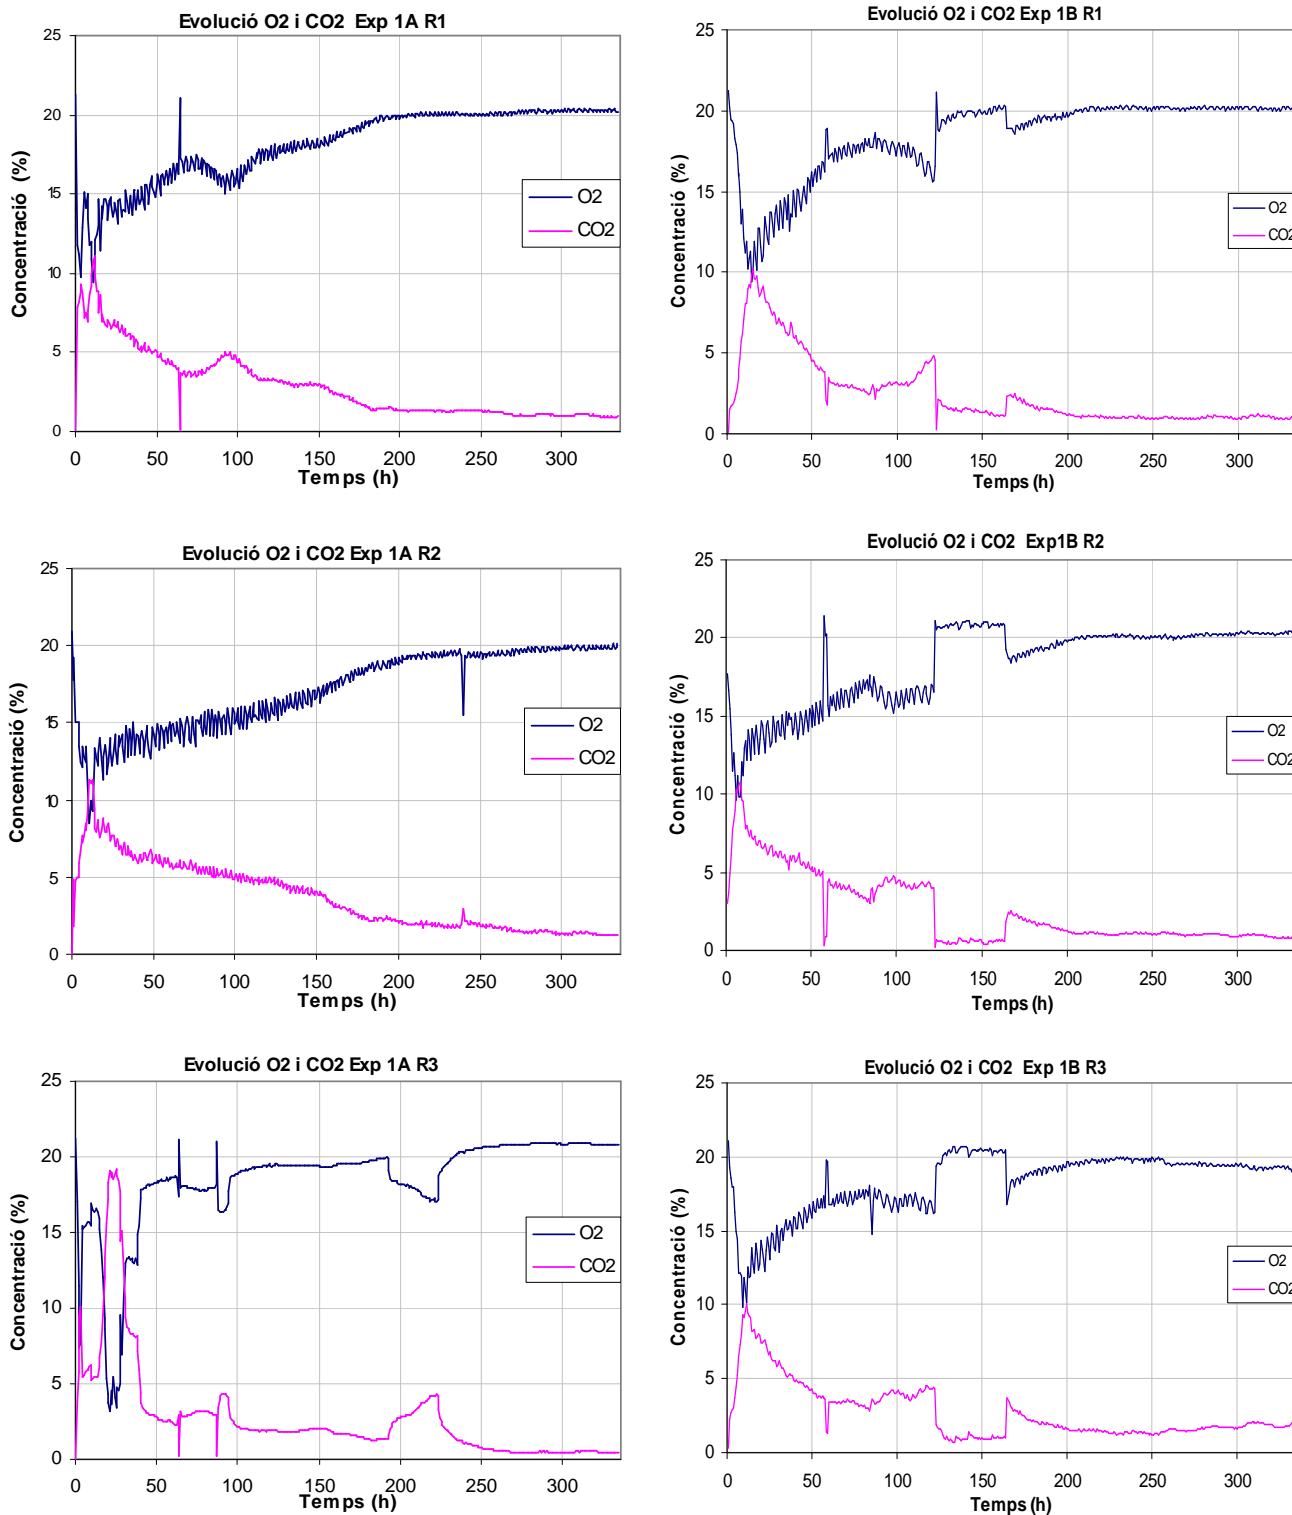 Evolució O2 i CO2 Exp 1A R1
25
20
15
10
5
0
Concentració (%)
0 50 100 150 200 250 300
Temps (h)
O2
CO2
Evolució O2 i CO2 Exp 1B R1
25
20
15
10
5
0
Concentració (%)
0 50 100 150 200 250 300
Temps (h)
O2
CO2
Evolució O2 i CO2 Exp 1A R2
25
20
15
10
5
0
Concentració (%)
0 50 100 150 200 250 300
Temps (h)
O2
CO2
Evolució O2 i CO2 Exp1B R2
25
20
15
10
5
0
Concentració (%)
0 50 100 150 200 250 300
Temps (h)
O2
CO2
Evolució O2 i CO2 Exp 1A R3
25
20
15
10
5
0
Concentració (%)
0 50 100 150 200 250 300
Temps (h)
O2
CO2
Evolució O2 i CO2 Exp 1B R3
25
20
15
10
5
0
Concentració (%)
0 50 100 150 200 250 300
Temps (h)
O2
CO2